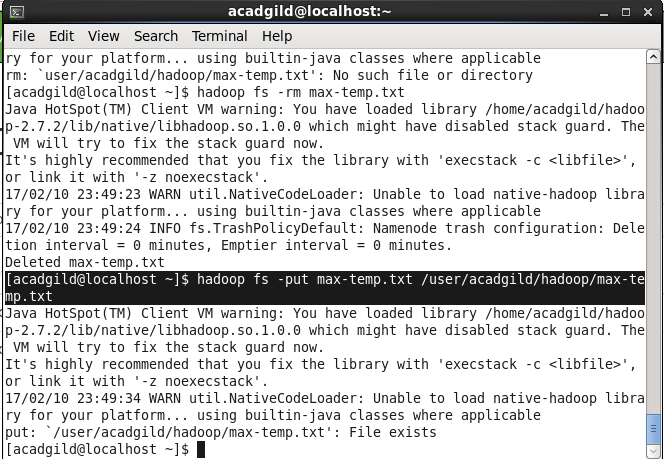 acadgild@localhost:~
File Edit View Search Terminal Help
ry for your platform... using builtin-java classes where applicable
rm: `user/acadgild/hadoop/max-temp.txt': No such file or directory
[acadgild@localhost ~]$ hadoop fs -rm max-temp.txt
Java HotSpot(TM) Client VM warning: You have loaded library /home/acadgild/hadoo
p-2.7.2/lib/native/libhadoop.so.1.0.0 which might have disabled stack guard. The
 VM will try to fix the stack guard now.
It's highly recommended that you fix the library with 'execstack -c <libfile>',
or link it with '-z noexecstack'.
17/02/10 23:49:23 WARN util.NativeCodeLoader: Unable to load native-hadoop libra
ry for your platform... using builtin-java classes where applicable
17/02/10 23:49:24 INFO fs.TrashPolicyDefault: Namenode trash configuration: Dele
tion interval = 0 minutes, Emptier interval = 0 minutes.
Deleted max-temp.txt
[acadgild@localhost ~]$ hadoop fs -put max-temp.txt /user/acadgild/hadoop/max-te
mp.txt
Java HotSpot(TM) Client VM warning: You have loaded library /home/acadgild/hadoo
p-2.7.2/lib/native/libhadoop.so.1.0.0 which might have disabled stack guard. The
 VM will try to fix the stack guard now.
It's highly recommended that you fix the library with 'execstack -c <libfile>',
or link it with '-z noexecstack'.
17/02/10 23:49:34 WARN util.NativeCodeLoader: Unable to load native-hadoop libra
ry for your platform... using builtin-java classes where applicable
put: `/user/acadgild/hadoop/max-temp.txt': File exists
[acadgild@localhost ~]$